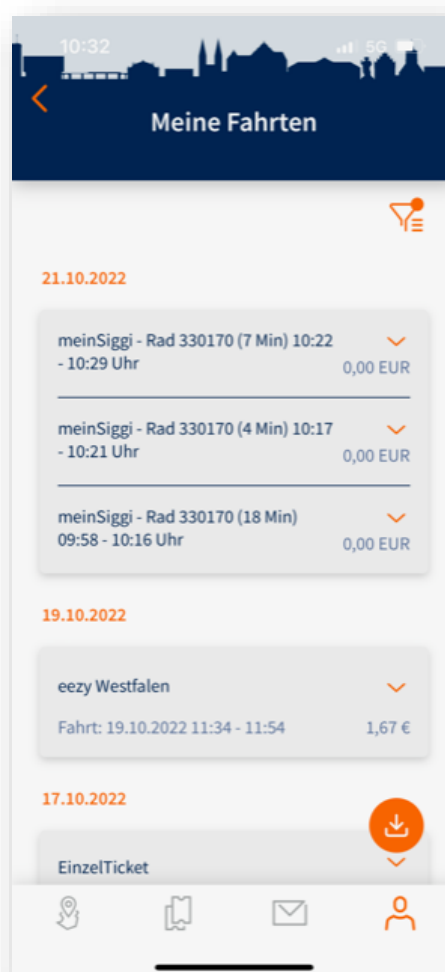 10:32
5G
Meine Fahrten
21.10.2022
meinSiggi - Rad 330170 (7 Min) 10:22
- 10:29 Uhr
0,00 EUR
meinSiggi - Rad 330170 (4 Min) 10:17
- 10:21 Uhr
0,00 EUR
meinSiggi - Rad 330170 (18 Min)
09:58 - 10:16 Uhr
0,00 EUR
19.10.2022
eezy Westfalen
Fahrt: 19.10.2022 11:34 - 11:54
1,67 €
17.10.2022
EinzelTicket